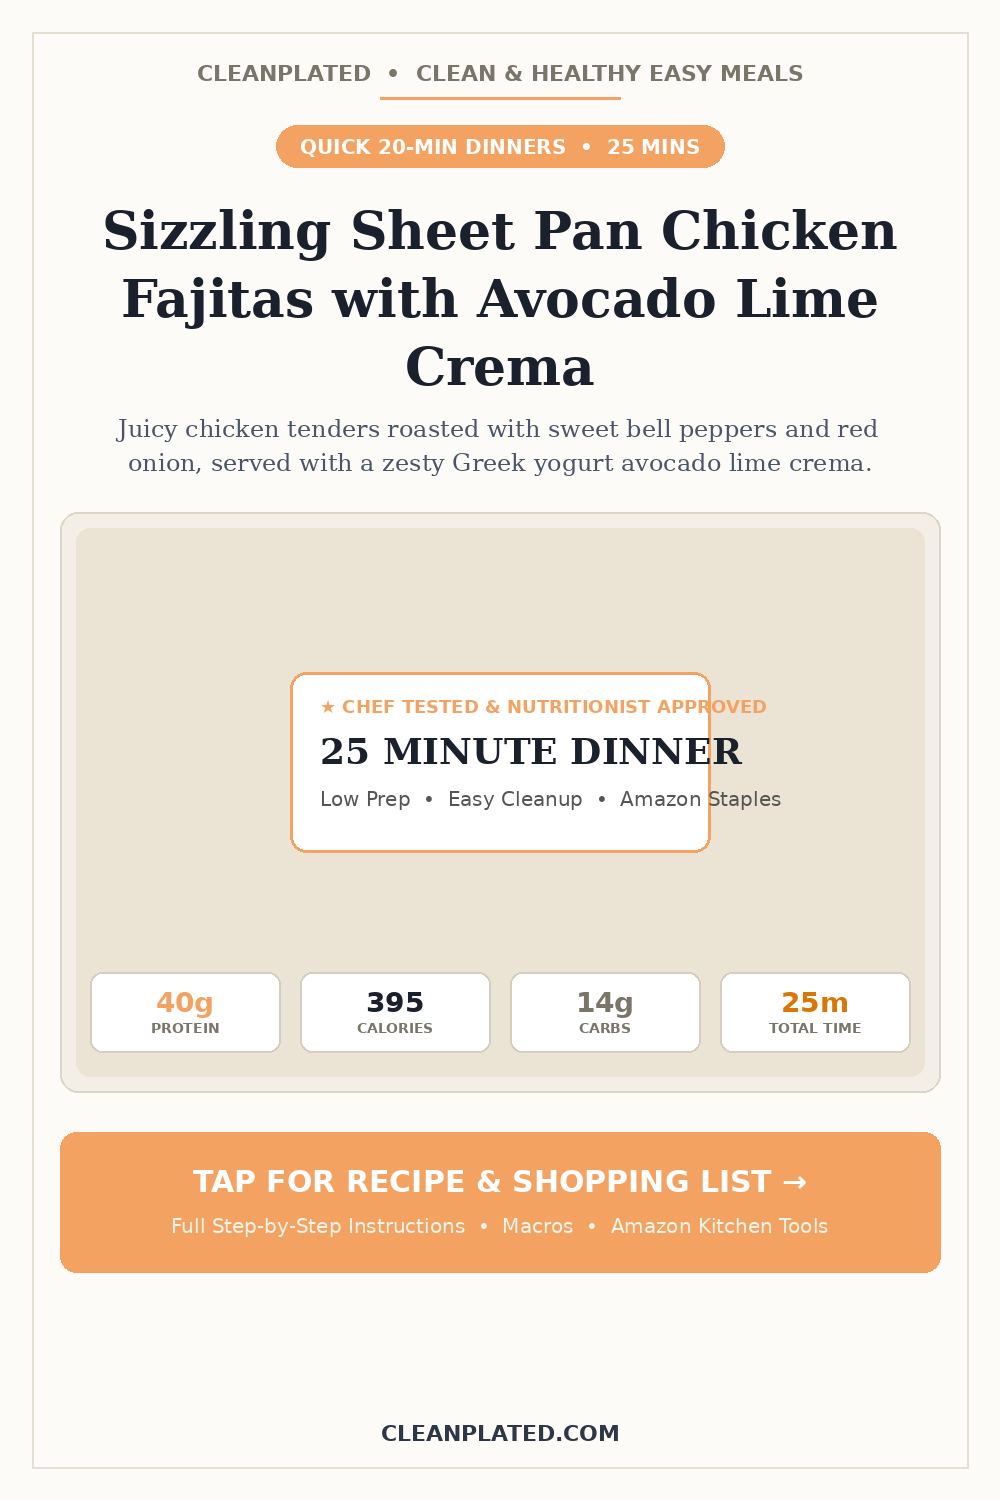 CLEANPLATED • CLEAN & HEALTHY EASY MEALS
QUICK 20-MIN DINNERS • 25 MINS
Sizzling Sheet Pan Chicken
Fajitas with Avocado Lime
Crema
Juicy chicken tenders roasted with sweet bell peppers and red
onion, served with a zesty Greek yogurt avocado lime crema.
★ CHEF TESTED & NUTRITIONIST APPROVED
25 MINUTE DINNER
Low Prep • Easy Cleanup • Amazon Staples
40g
PROTEIN
395
CALORIES
14g
CARBS
25m
TOTAL TIME
TAP FOR RECIPE & SHOPPING LIST →
Full Step-by-Step Instructions • Macros • Amazon Kitchen Tools
CLEANPLATED.COM